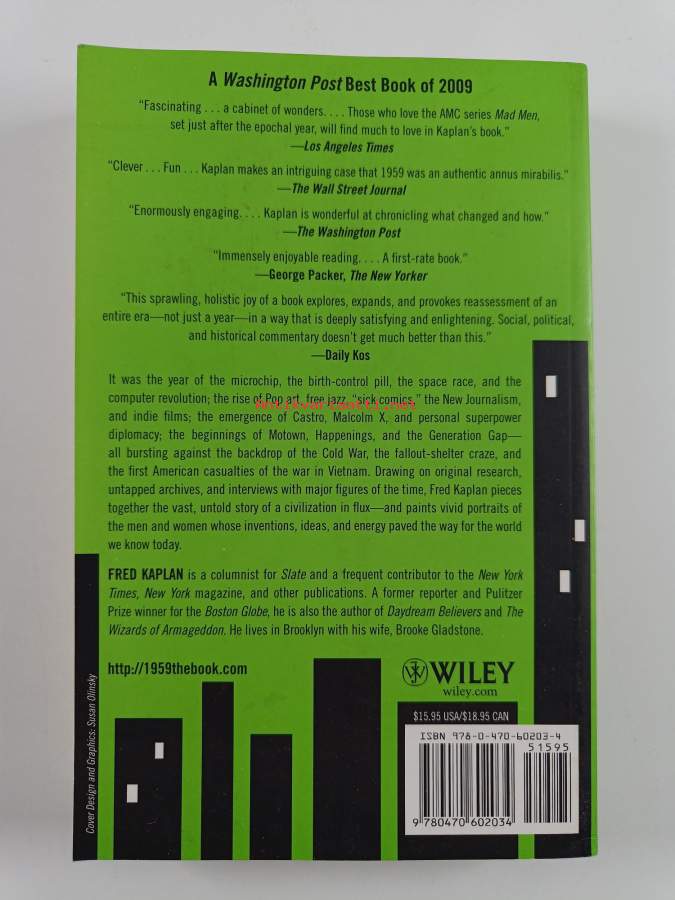 A Washington Post Best Book of 2009
“Fascinating . . . a cabinet of wonders. . . . Those who love the AMC series Mad Men,
set just after the epochal year, will find much to love in Kaplan’s book.”
—Los Angeles Times
“Clever . . . Fun . . . Kaplan makes an intriguing case that 1959 was an authentic annus mirabilis.”
—The Wall Street Journal
“Enormously engaging. . . . Kaplan is wonderful at chronicling what changed and how.”
—The Washington Post
“Immensely enjoyable reading. . . . A first-rate book.”
—George Packer, The New Yorker
“This sprawling, holistic joy of a book explores, expands, and provokes reassessment of an
entire era—not just a year—in a way that is deeply satisfying and enlightening. Social, political,
and historical commentary doesn’t get much better than this.”
—Daily Kos
It was the year of the microchip, the birth-control pill, the space race, and the
computer revolution; the rise of Pop art, free jazz, “sick comics,” the New Journalism,
Antikvariaatti.net
and indie films; the emergence of Castro, Malcolm X, and personal superpower
diplomacy; the beginnings of Motown, Happenings, and the Generation Gap—
all bursting against the backdrop of the Cold War, the fallout-shelter craze, and
the first American casualties of the war in Vietnam. Drawing on original research,
untapped archives, and interviews with major figures of the time, Fred Kaplan pieces
together the vast, untold story of a civilization in flux—and paints vivid portraits of
the men and women whose inventions, ideas, and energy paved the way for the world
we know today.
FRED KAPLAN is a columnist for Slate and a frequent contributor to the New York
Times, New York magazine, and other publications. A former reporter and Pulitzer
Prize winner for the Boston Globe, he is also the author of Daydream Believers and The
Wizards of Armageddon. He lives in Brooklyn with his wife, Brooke Gladstone.
http://1959thebook.com
WILEY
wiley.com
$15.95 USA/$18.95 CAN
ISBN 978-0-470-60203-4
51595
9 780470 602034
Cover Design and Graphics: Susan Olinsky